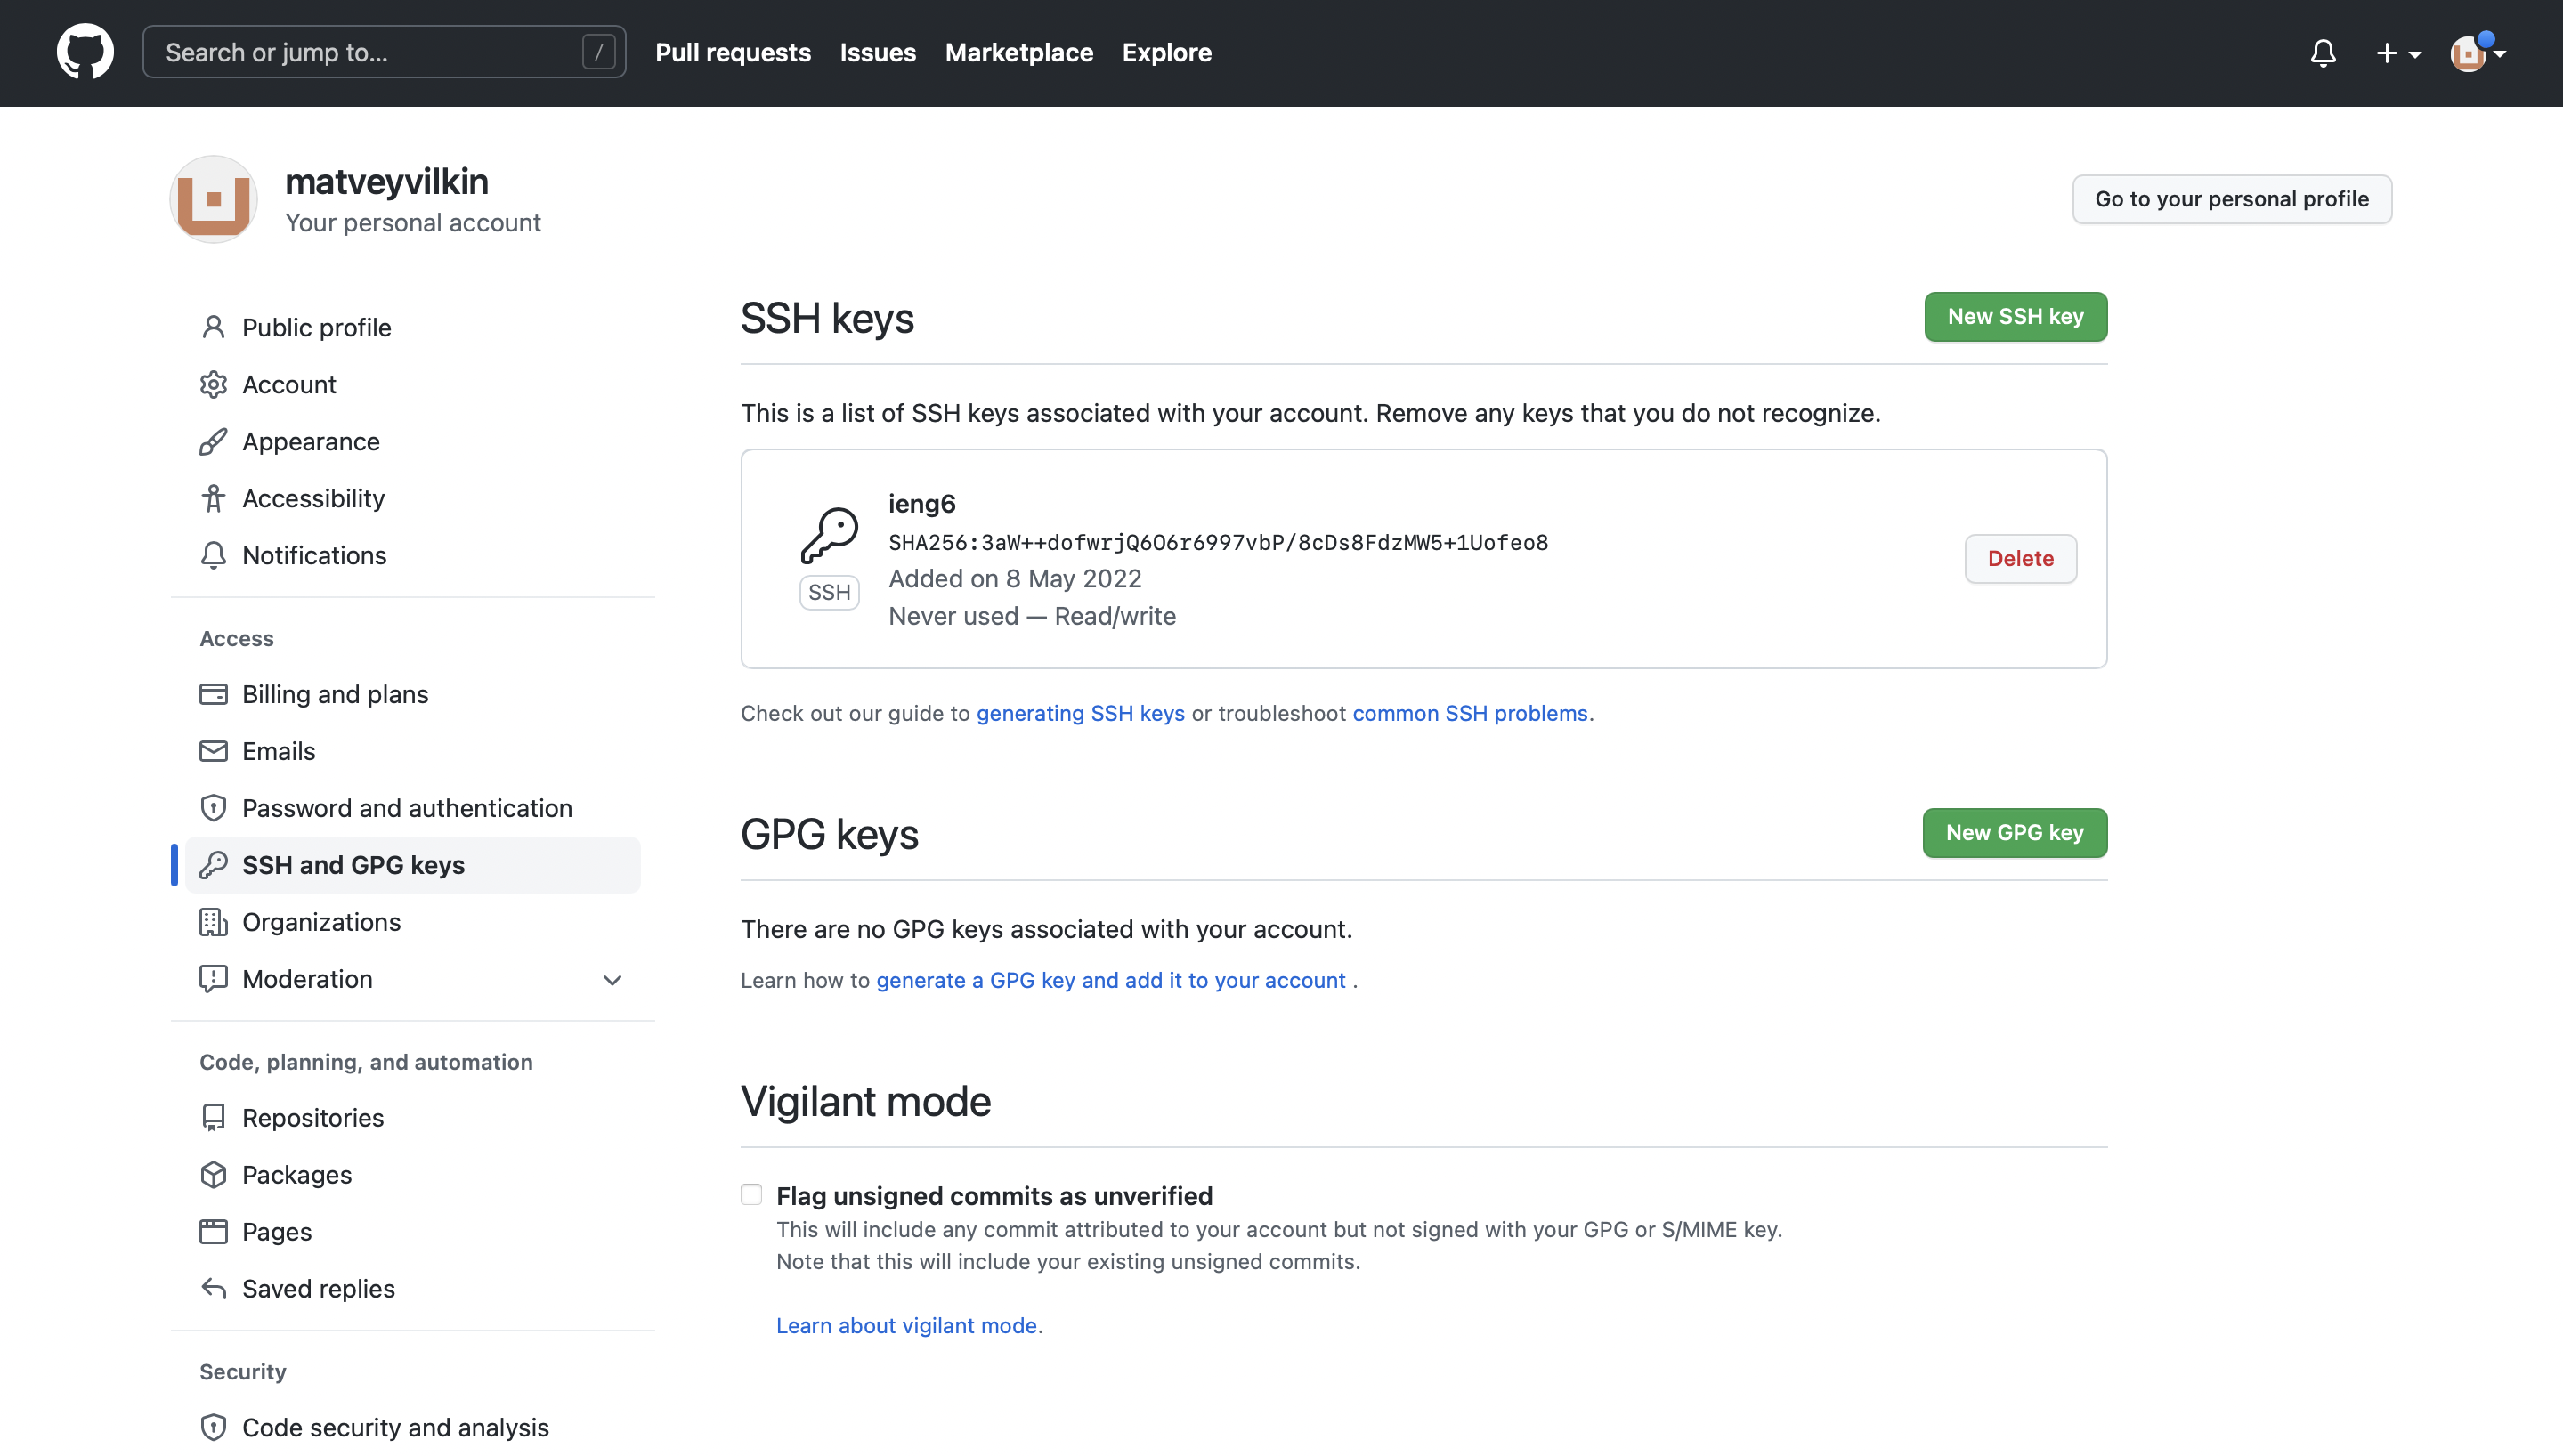 Search or jump to... /
Pull requests
Issues
Marketplace
Explore
matveyvilkin
Your personal account
Go to your personal profile
Public profile
Account
Appearance
Accessibility
Notifications
Access
Billing and plans
Emails
Password and authentication
SSH and GPG keys
Organizations
Moderation
Code, planning, and automation
Repositories
Packages
Pages
Saved replies
Security
Code security and analysis
SSH keys
New SSH key
This is a list of SSH keys associated with your account. Remove any keys that you do not recognize.
SSH
ieng6
SHA256:3aW++dofwrjQ6O6r6997vbP/8cDs8FdzMW5+1Uofeo8
Added on 8 May 2022
Never used — Read/write
Delete
Check out our guide to generating SSH keys or troubleshoot common SSH problems.
GPG keys
New GPG key
There are no GPG keys associated with your account.
Learn how to generate a GPG key and add it to your account .
Vigilant mode
Flag unsigned commits as unverified
This will include any commit attributed to your account but not signed with your GPG or S/MIME key.
Note that this will include your existing unsigned commits.
Learn about vigilant mode.